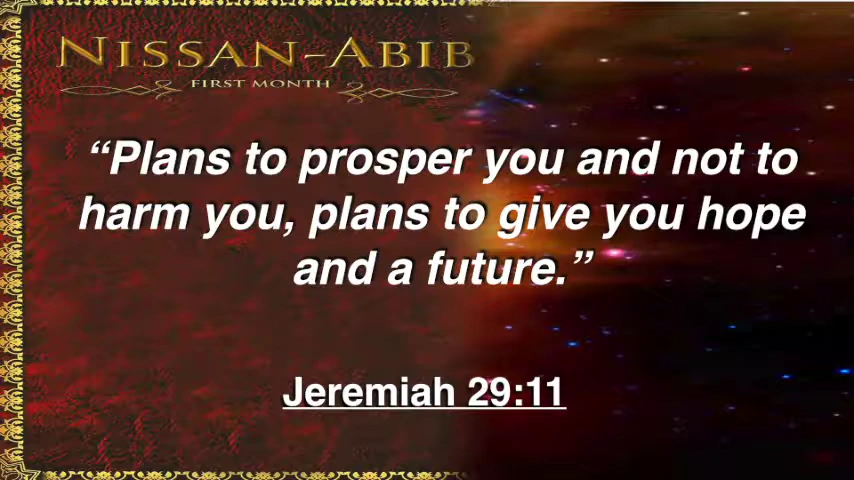 NISSAN-ABIB
FIRST MONTH
“Plans to prosper you and not to
harm you, plans to give you hope
and a future.”
Jeremiah 29:11